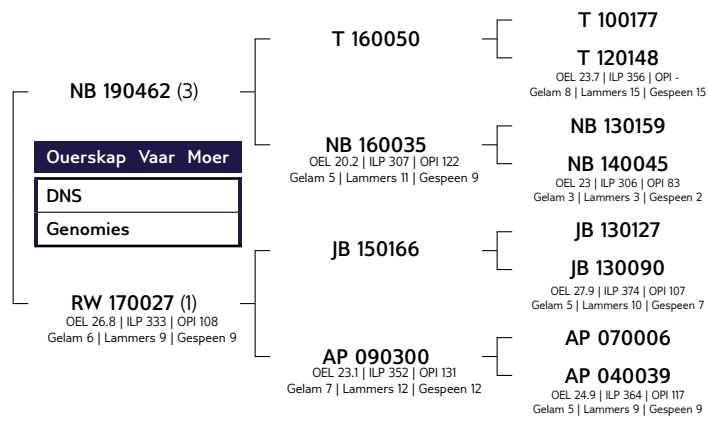 T 100177
T 160050
T 120148
OEL 23.7 | ILP 356 | OPI -
Gelam 8 | Lammers 15 | Gespeen 15
NB 190462 (3)
NB 130159
NB 160035
OEL 20.2 | ILP 307 | OPI 122
Gelam 5 | Lammers 11 | Gespeen 9
NB 140045
OEL 23 | ILP 306 | OPI 83
Gelam 3 | Lammers 3 | Gespeen 2
Ouerskap Vaar Moer
DNS
Genomies
JB 130127
JB 150166
JB 130090
OEL 27.9 | ILP 374 | OPI 107
Gelam 5 | Lammers 10 | Gespeen 7
RW 170027 (1)
OEL 26.8 | ILP 333 | OPI 108
Gelam 6 | Lammers 9 | Gespeen 9
AP 070006
AP 090300
OEL 23.1 | ILP 352 | OPI 131
Gelam 7 | Lammers 12 | Gespeen 12
AP 040039
OEL 24.9 | ILP 364 | OPI 117
Gelam 5 | Lammers 9 | Gespeen 9